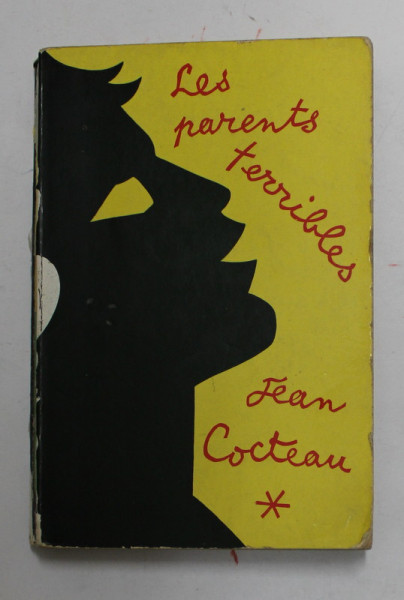 Les
parents
terribles
Jean
Cocteau
*